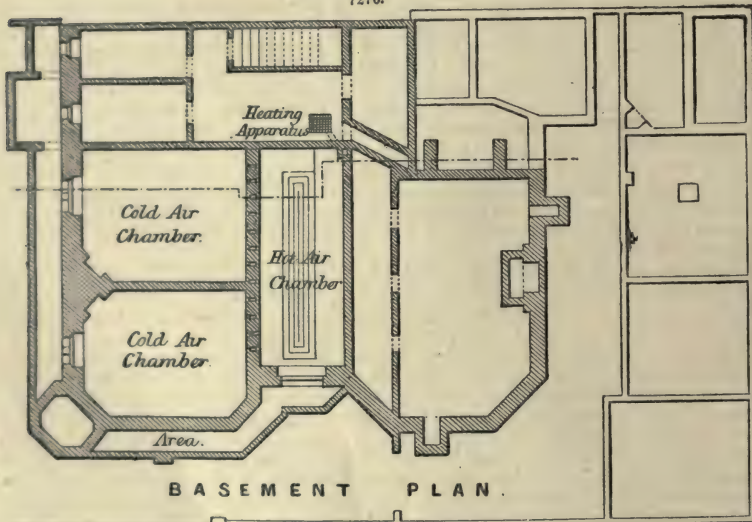 Heating
Apparatus
Cold Air
Chamber.
Hot Air
Chamber
Cold Air
Chamber.
Area.
BASEMENT PLAN.